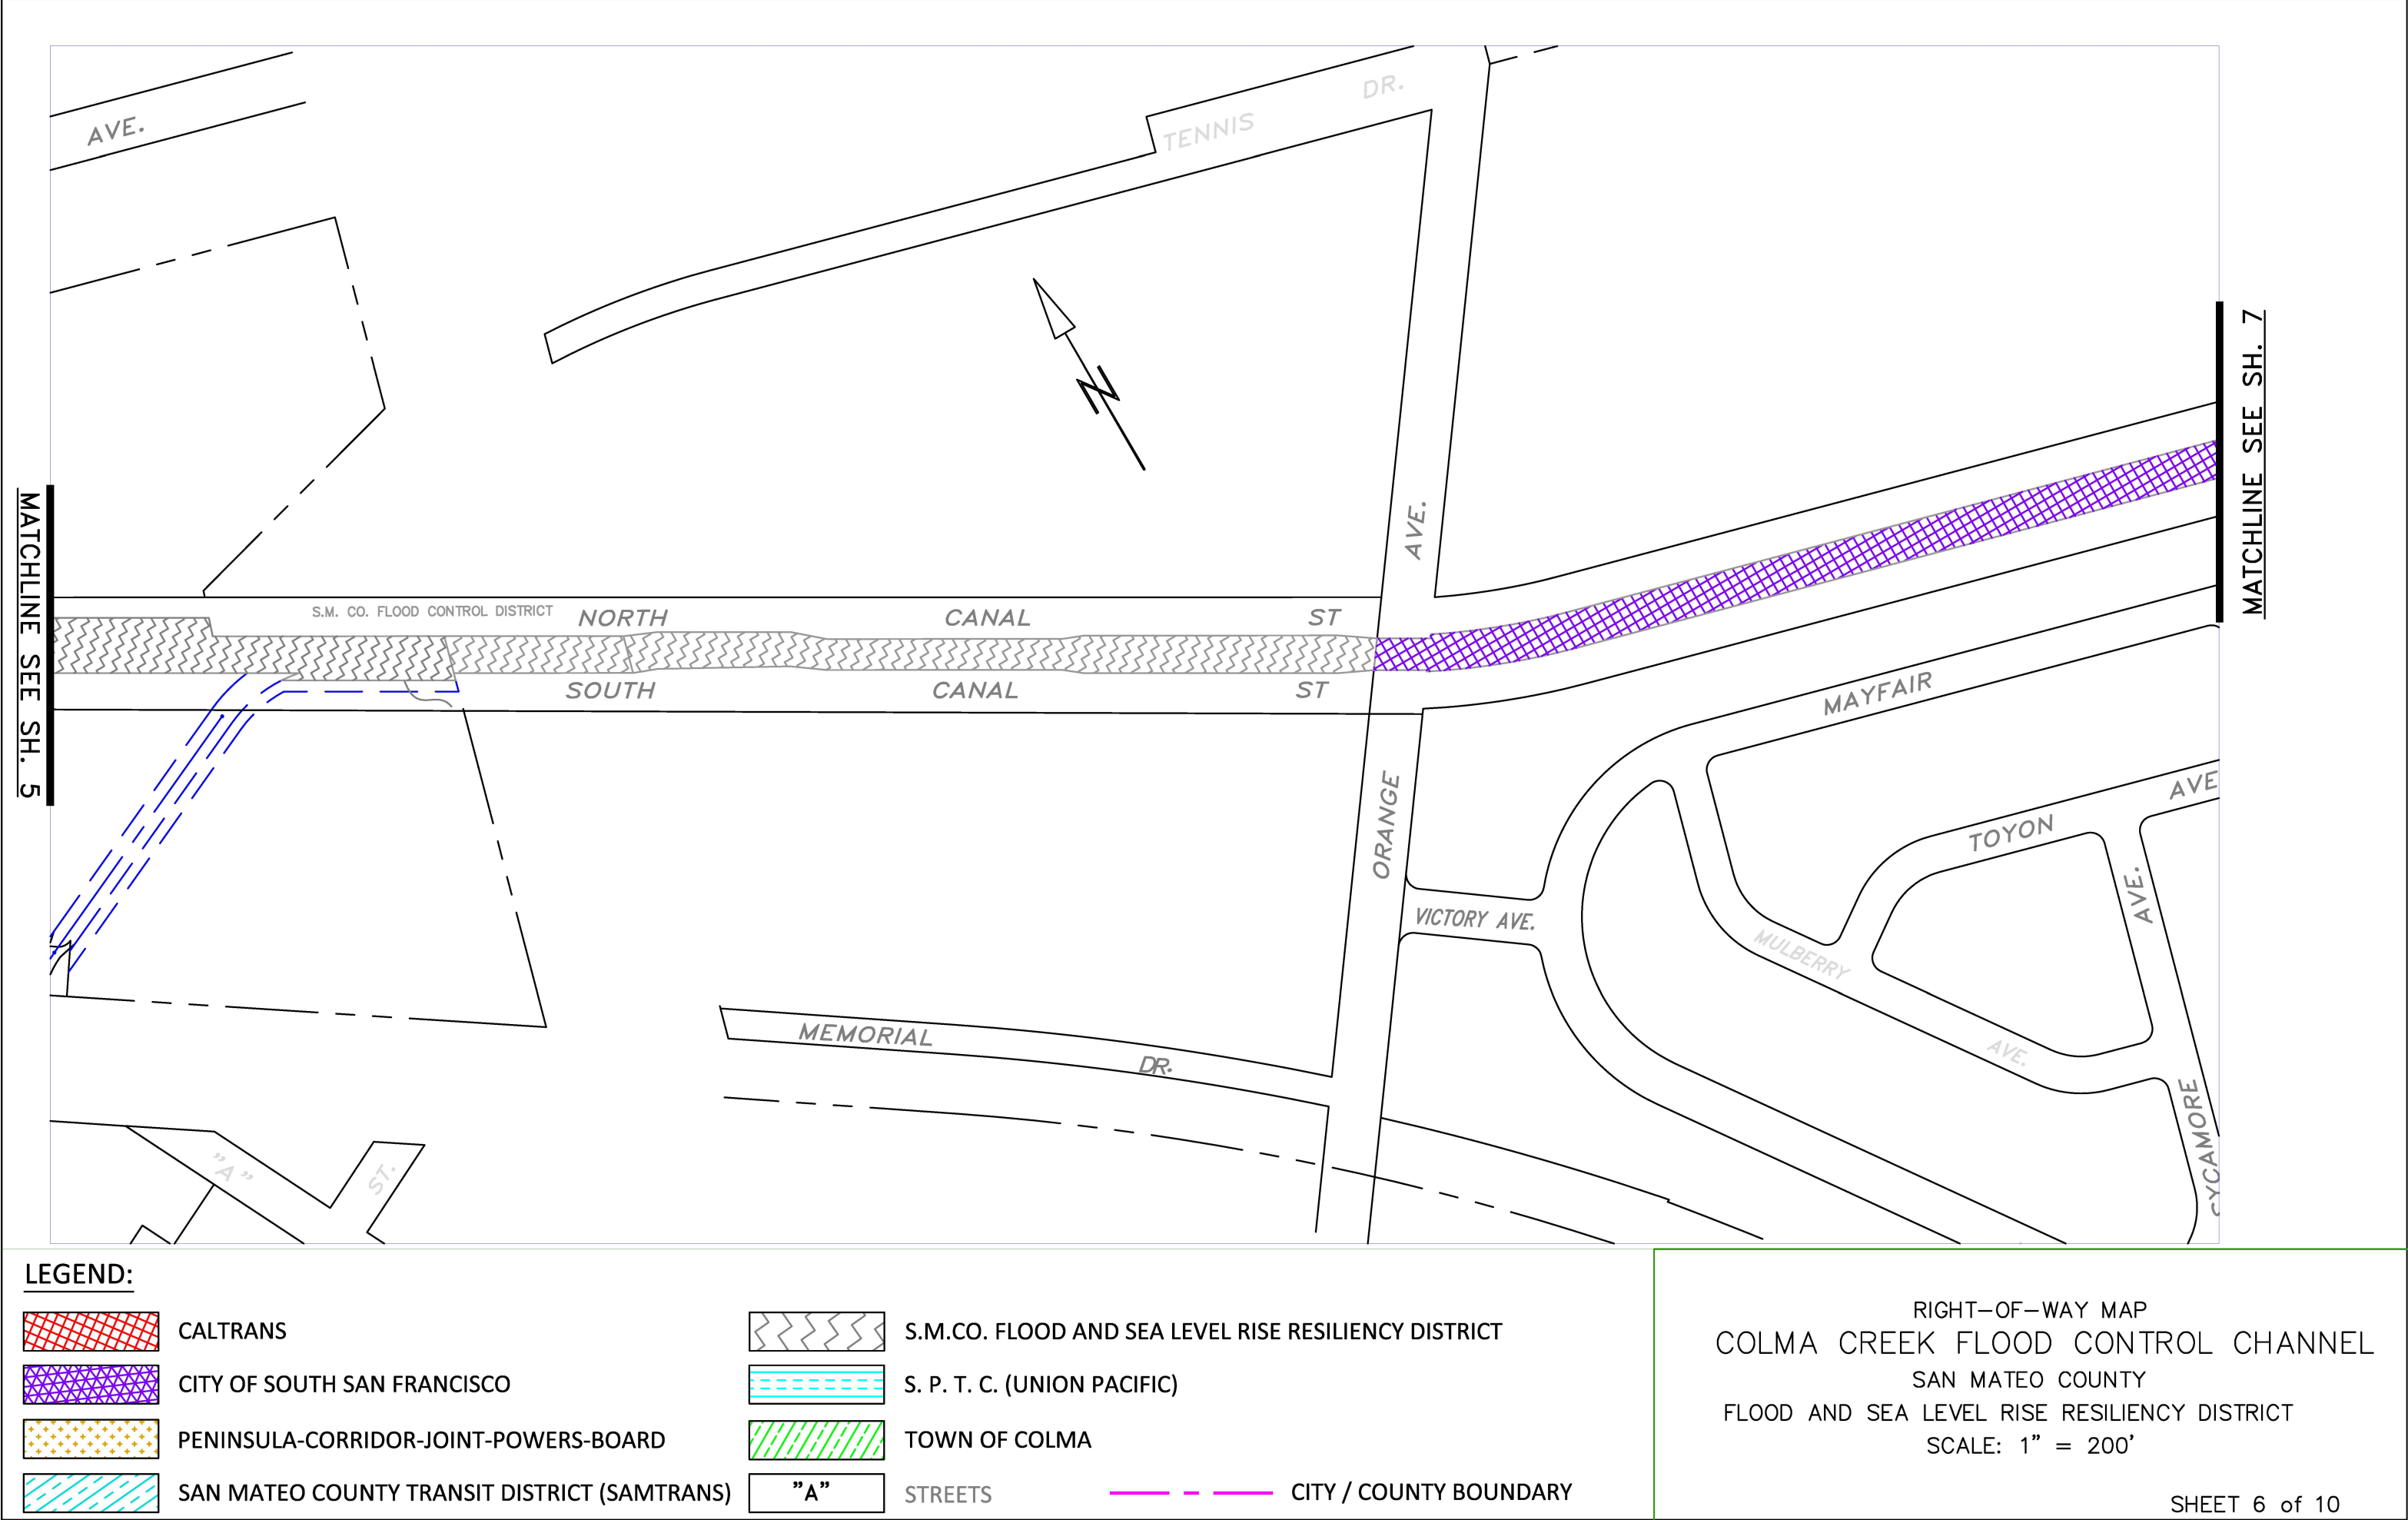 AVE.
TENNIS DR.
N
MATCHLINE SEE SH. 7
AVE.
S.M. CO. FLOOD CONTROL DISTRICT
NORTH CANAL ST
MATCHLINE SEE SH. 5
SOUTH CANAL ST
MAYFAIR
ORANGE
AVE
TOYON
AVE.
VICTORY AVE.
MULBERRY
AVE.
MEMORIAL DR.
SYCAMORE
"A" ST.
LEGEND:
CALTRANS
CITY OF SOUTH SAN FRANCISCO
PENINSULA-CORRIDOR-JOINT-POWERS-BOARD
SAN MATEO COUNTY TRANSIT DISTRICT (SAMTRANS)
S.M.CO. FLOOD AND SEA LEVEL RISE RESILIENCY DISTRICT
S. P. T. C. (UNION PACIFIC)
TOWN OF COLMA
"A" STREETS
CITY / COUNTY BOUNDARY
RIGHT-OF-WAY MAP
COLMA CREEK FLOOD CONTROL CHANNEL
SAN MATEO COUNTY
FLOOD AND SEA LEVEL RISE RESILIENCY DISTRICT
SCALE: 1" = 200'
SHEET 6 of 10